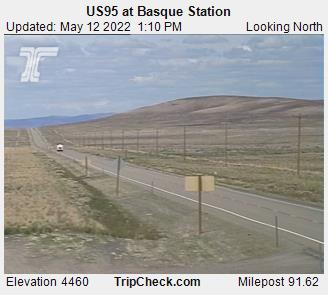 US95 at Basque Station
Updated: May 12 2022 1:10 PM Looking North
Elevation 4460 TripCheck.com Milepost 91.62